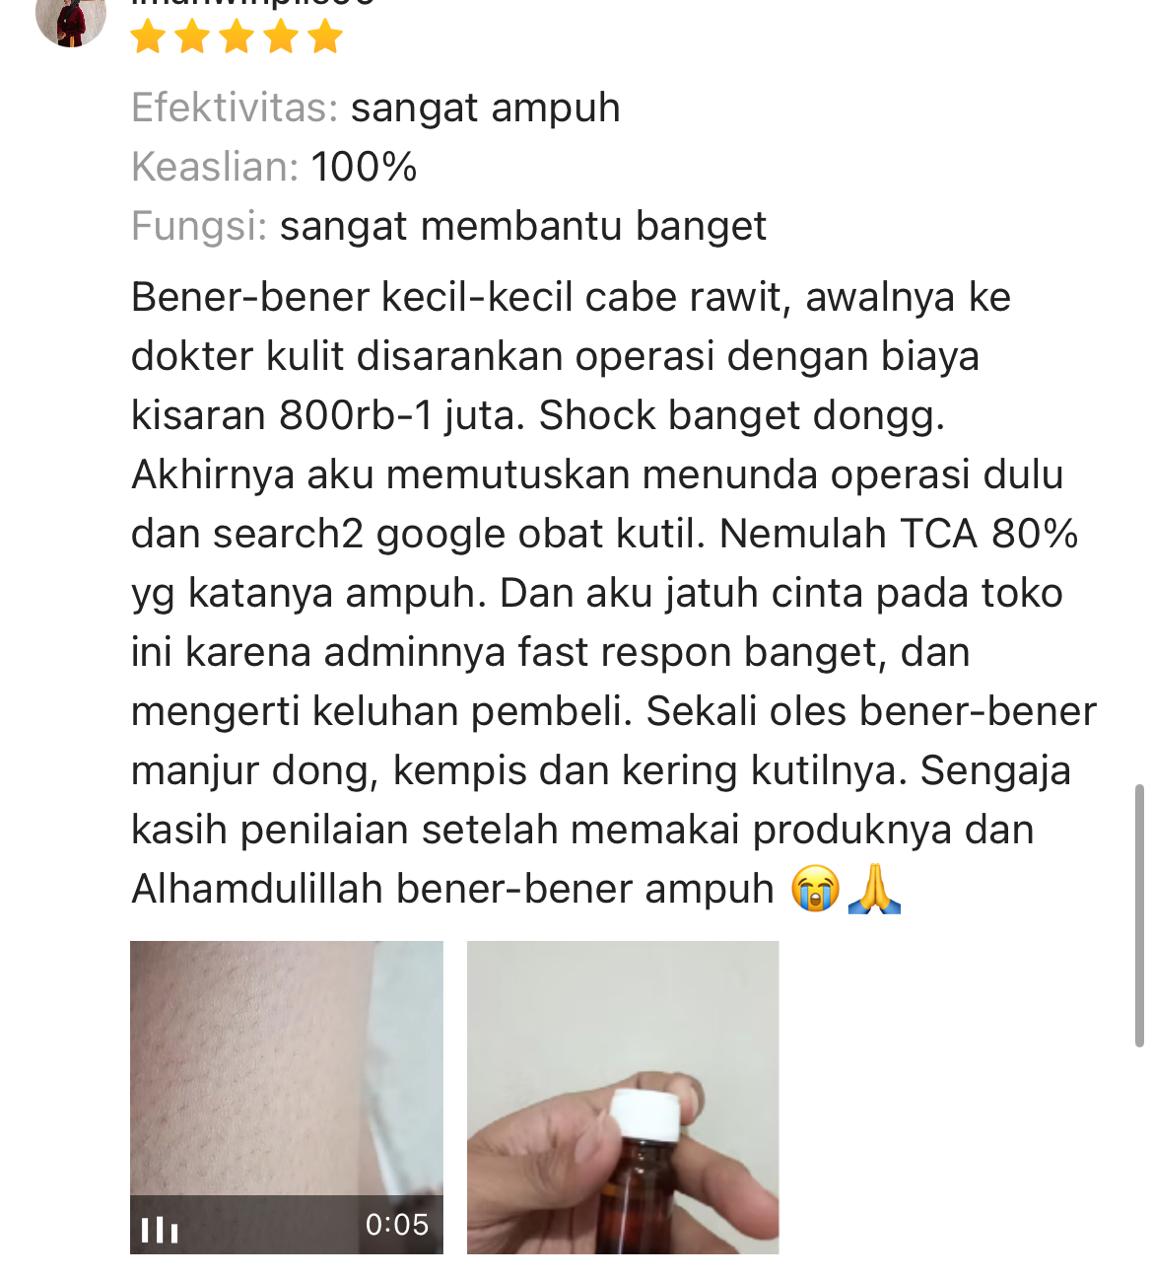 Efektivitas: sangat ampuh
Keaslian: 100%
Fungsi: sangat membantu banget
Bener-bener kecil-kecil cabe rawit, awalnya ke
dokter kulit disarankan operasi dengan biaya
kisaran 800rb-1 juta. Shock banget dongg.
Akhirnya aku memutuskan menunda operasi dulu
dan search2 google obat kutil. Nemulah TCA 80%
yg katanya ampuh. Dan aku jatuh cinta pada toko
ini karena adminnya fast respon banget, dan
mengerti keluhan pembeli. Sekali oles bener-bener
manjur dong, kempis dan kering kutilnya. Sengaja
kasih penilaian setelah memakai produknya dan
Alhamdulillah bener-bener ampuh 😭🙏
0:05